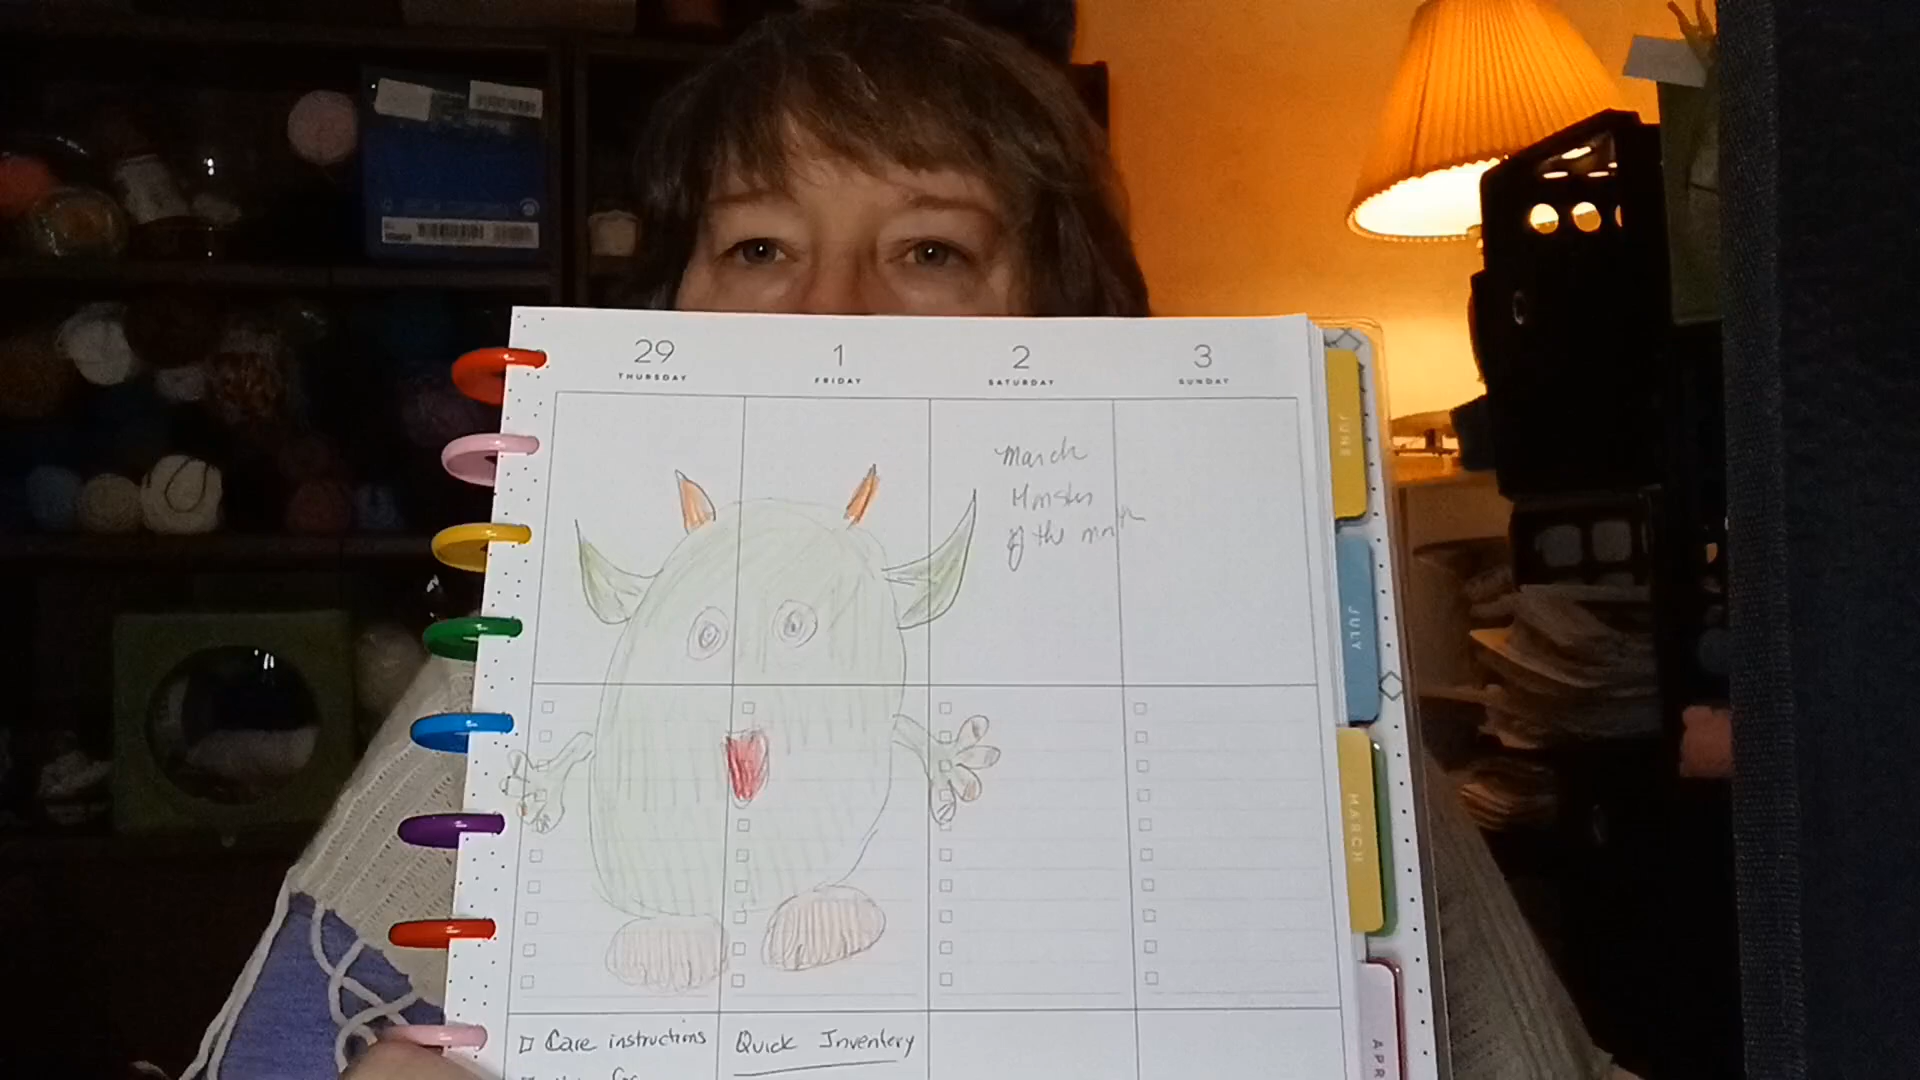 29 1 2 3
THURSDAY FRIDAY SATURDAY SUNDAY
March
Monster
of the month
JUNE
JULY
MARCH
APR
Care instructions
Quick Inventory